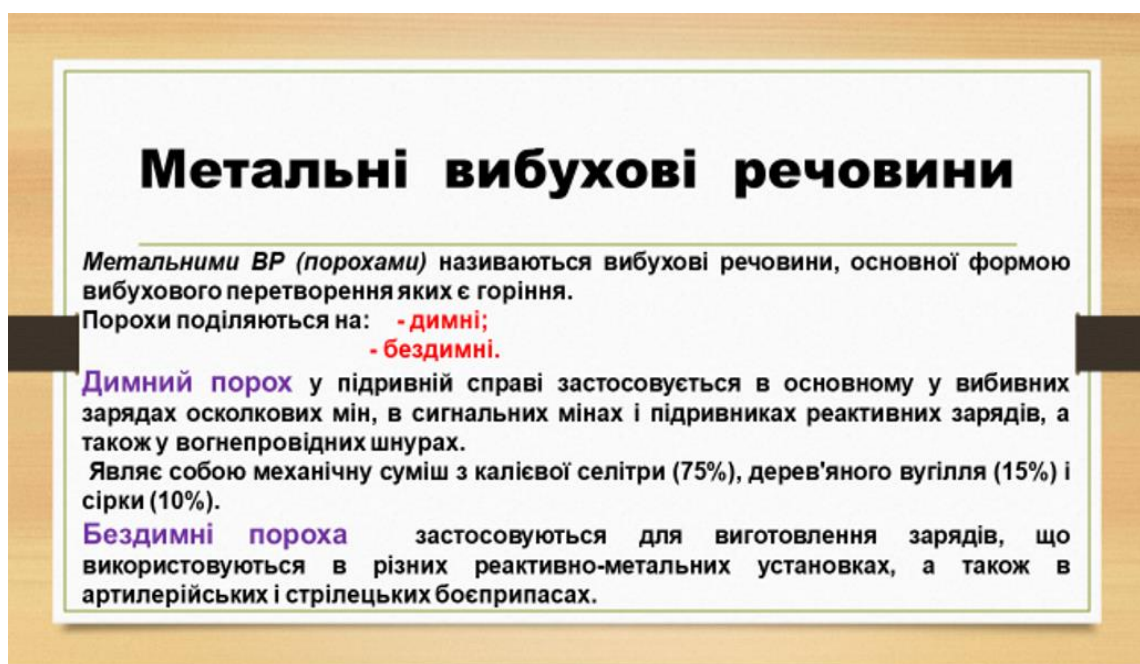 Метальні вибухові речовини
Метальними ВР (порохами) називаються вибухові речовини, основної формою
вибухового перетворення яких є горіння.
Порохи поділяються на: - димні;
- бездимні.
Димний порох у підривній справі застосовується в основному у вибивних
зарядах осколкових мін, в сигнальних мінах і підривниках реактивних зарядів, а
також у вогнепровідних шнурах.
Являє собою механічну суміш з калієвої селітри (75%), дерев'яного вугілля (15%) і
сірки (10%).
Бездимні пороха застосовуються для виготовлення зарядів, що
використовуються в різних реактивно-метальних установках, а також в
артилерійських і стрілецьких боєприпасах.